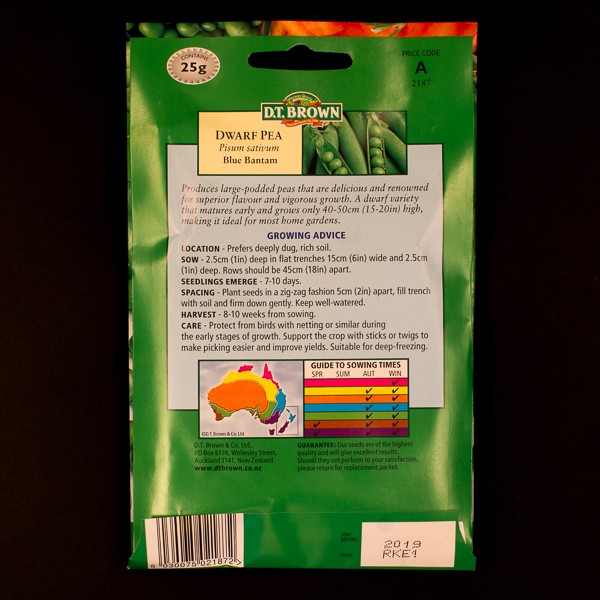 CONTAINS
25g
PRICE CODE
A
2187
D.T. BROWN
DWARF PEA
Pisum sativum
Blue Bantam
Produces large-podded peas that are delicious and renowned
for superior flavour and vigorous growth. A dwarf variety
that matures early and grows only 40-50cm (15-20in) high,
making it ideal for most home gardens.
GROWING ADVICE
LOCATION - Prefers deeply dug, rich soil.
SOW - 2.5cm (1in) deep in flat trenches 15cm (6in) wide and 2.5cm
(1in) deep. Rows should be 45cm (18in) apart.
SEEDLINGS EMERGE - 7-10 days.
SPACING - Plant seeds in a zig-zag fashion 5cm (2in) apart, fill trench
with soil and firm down gently. Keep well-watered.
HARVEST - 8-10 weeks from sowing.
CARE - Protect from birds with netting or similar during
the early stages of growth. Support the crop with sticks or twigs to
make picking easier and improve yields. Suitable for deep-freezing.
GUIDE TO SOWING TIMES
SPR SUM AUT WIN
©D.T. Brown & Co. Ltd.
D.T. Brown & Co. Ltd.,
PO Box 6174, Wellesley Street,
Auckland 1141, New Zealand
www.dtbrown.co.nz
GUARANTEE: Our seeds are of the highest
quality and will give excellent results.
Should they not perform to your satisfaction,
please return for replacement packet.
SOW
BEFORE
CODE
2019
RKE1
6 030075 021872 >